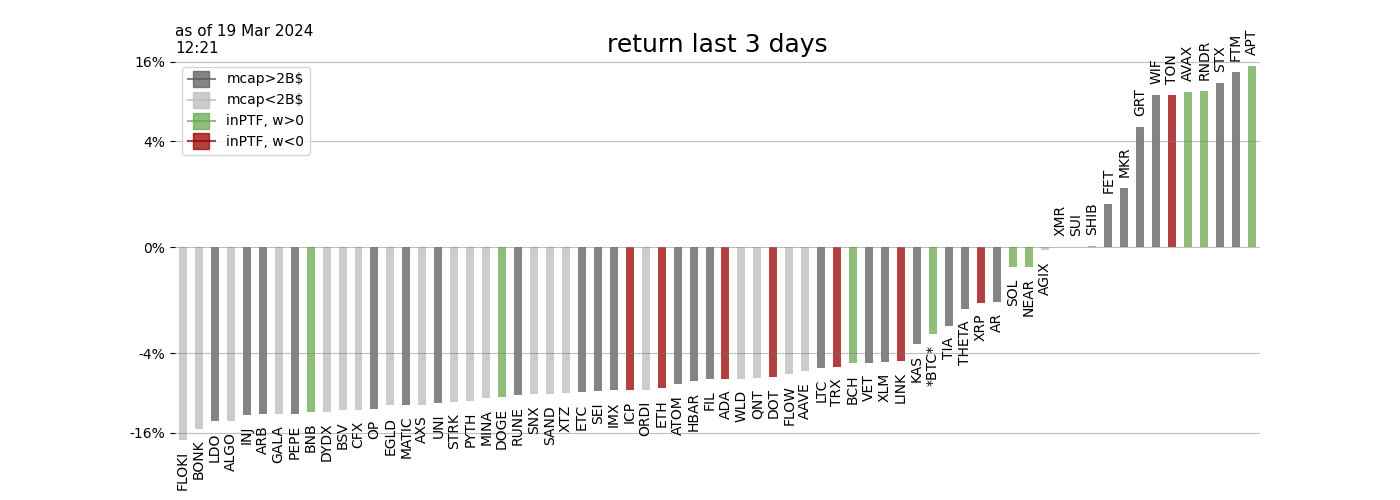 as of 19 Mar 2024
12:21
return last 3 days
16%
4%
0%
-4%
-16%
mcap>2B$
mcap<2B$
inPTF, w>0
inPTF, w<0
FLOKI
BONK
LDO
ALGO
INJ
ARB
GALA
PEPE
BNB
DYDX
BSV
CFX
OP
EGLD
MATIC
AXS
UNI
STRK
PYTH
MINA
DOGE
RUNE
SNX
SAND
XTZ
ETC
SEI
IMX
ICP
ORDI
ETH
ATOM
HBAR
FIL
ADA
WLD
QNT
DOT
FLOW
AAVE
LTC
TRX
BCH
VET
XLM
LINK
KAS
*BTC*
TIA
THETA
XRP
AR
SOL
NEAR
AGIX
XMR
SUI
SHIB
FET
MKR
GRT
WIF
TON
AVAX
RNDR
STX
FTM
APT